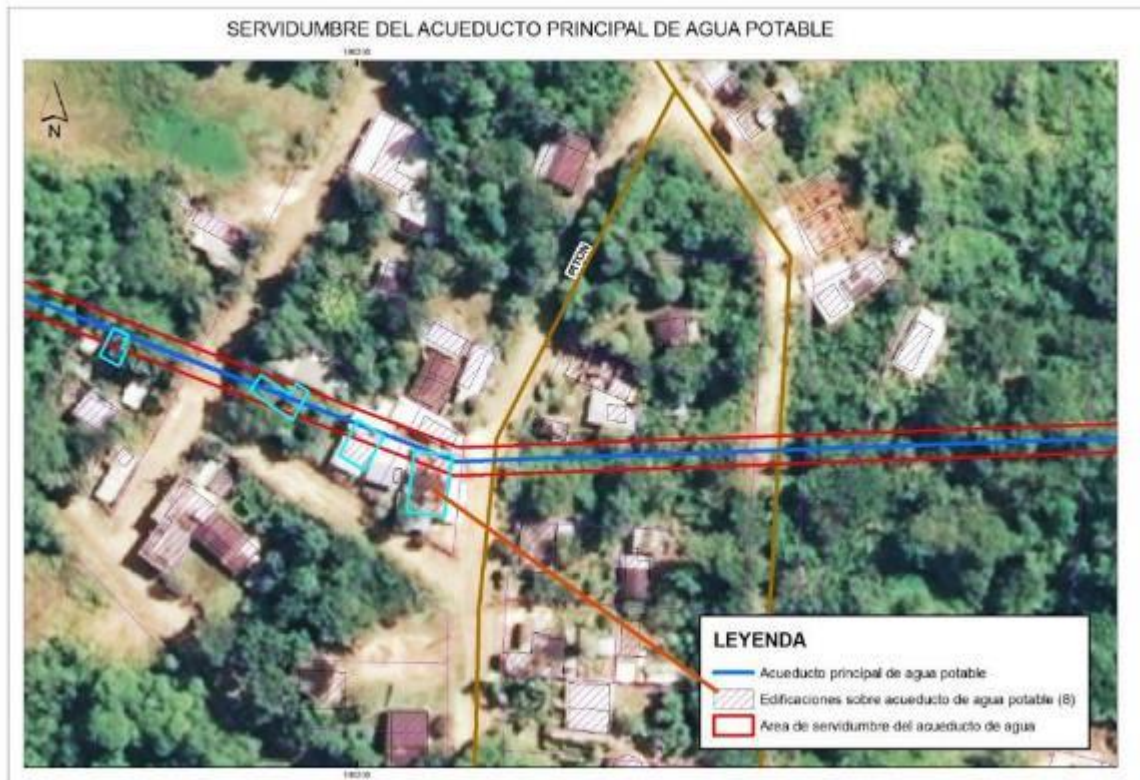 SERVIDUMBRE DEL ACUEDUCTO PRINCIPAL DE AGUA POTABLE
N
PITON
LEYENDA
Acueducto principal de agua potable
Edificaciones sobre acueducto de agua potable (8)
Area de servidumbre del acueducto de agua